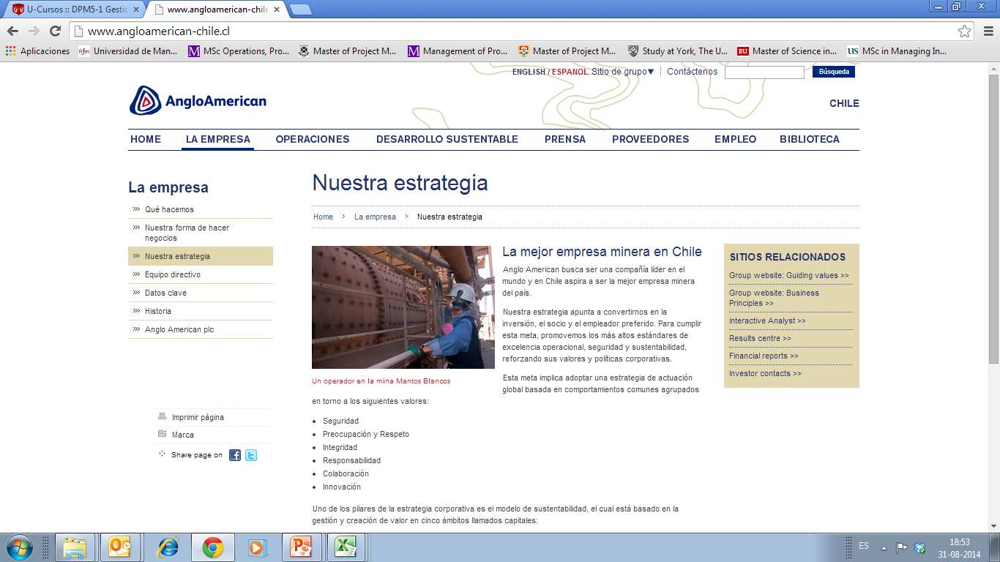 U-Cursos :: DPM5-1 Gestic
www.angloamerican-chile
www.angloamerican-chile.cl
Aplicaciones
Universidad de Man...
MSc Operations, Pro...
Master of Project M...
Management of Pro...
Master of Project M...
Study at York, The U...
Master of Science in...
MSc in Managing In...
ENGLISH / ESPANOL Sitio de grupo▼ Contáctenos Búsqueda
AngloAmerican
CHILE
HOME LA EMPRESA OPERACIONES DESARROLLO SUSTENTABLE PRENSA PROVEEDORES EMPLEO BIBLIOTECA
La empresa
Qué hacemos
Nuestra forma de hacer
negocios
Nuestra estrategia
Equipo directivo
Datos clave
Historia
Anglo American plc
Imprimir página
Marca
Share page on
Nuestra estrategia
Home > La empresa > Nuestra estrategia
Un operador en la mina Mantos Blancos
La mejor empresa minera en Chile
Anglo American busca ser una compañía líder en el
mundo y en Chile aspira a ser la mejor empresa minera
del país.
Nuestra estrategia apunta a convertirnos en la
inversión, el socio y el empleador preferido. Para cumplir
esta meta, promovemos los más altos estándares de
excelencia operacional, seguridad y sustentabilidad,
reforzando sus valores y políticas corporativas.
Esta meta implica adoptar una estrategia de actuación
global basada en comportamientos comunes agrupados
en torno a los siguientes valores:
• Seguridad
• Preocupación y Respeto
• Integridad
• Responsabilidad
• Colaboración
• Innovación
Uno de los pilares de la estrategia corporativa es el modelo de sustentabilidad, el cual está basado en la
gestión y creación de valor en cinco ámbitos llamados capitales:
SITIOS RELACIONADOS
Group website: Guiding values >>
Group website: Business
Principles >>
Interactive Analyst >>
Results centre >>
Financial reports >>
Investor contacts >>
ES
18:53
31-08-2014